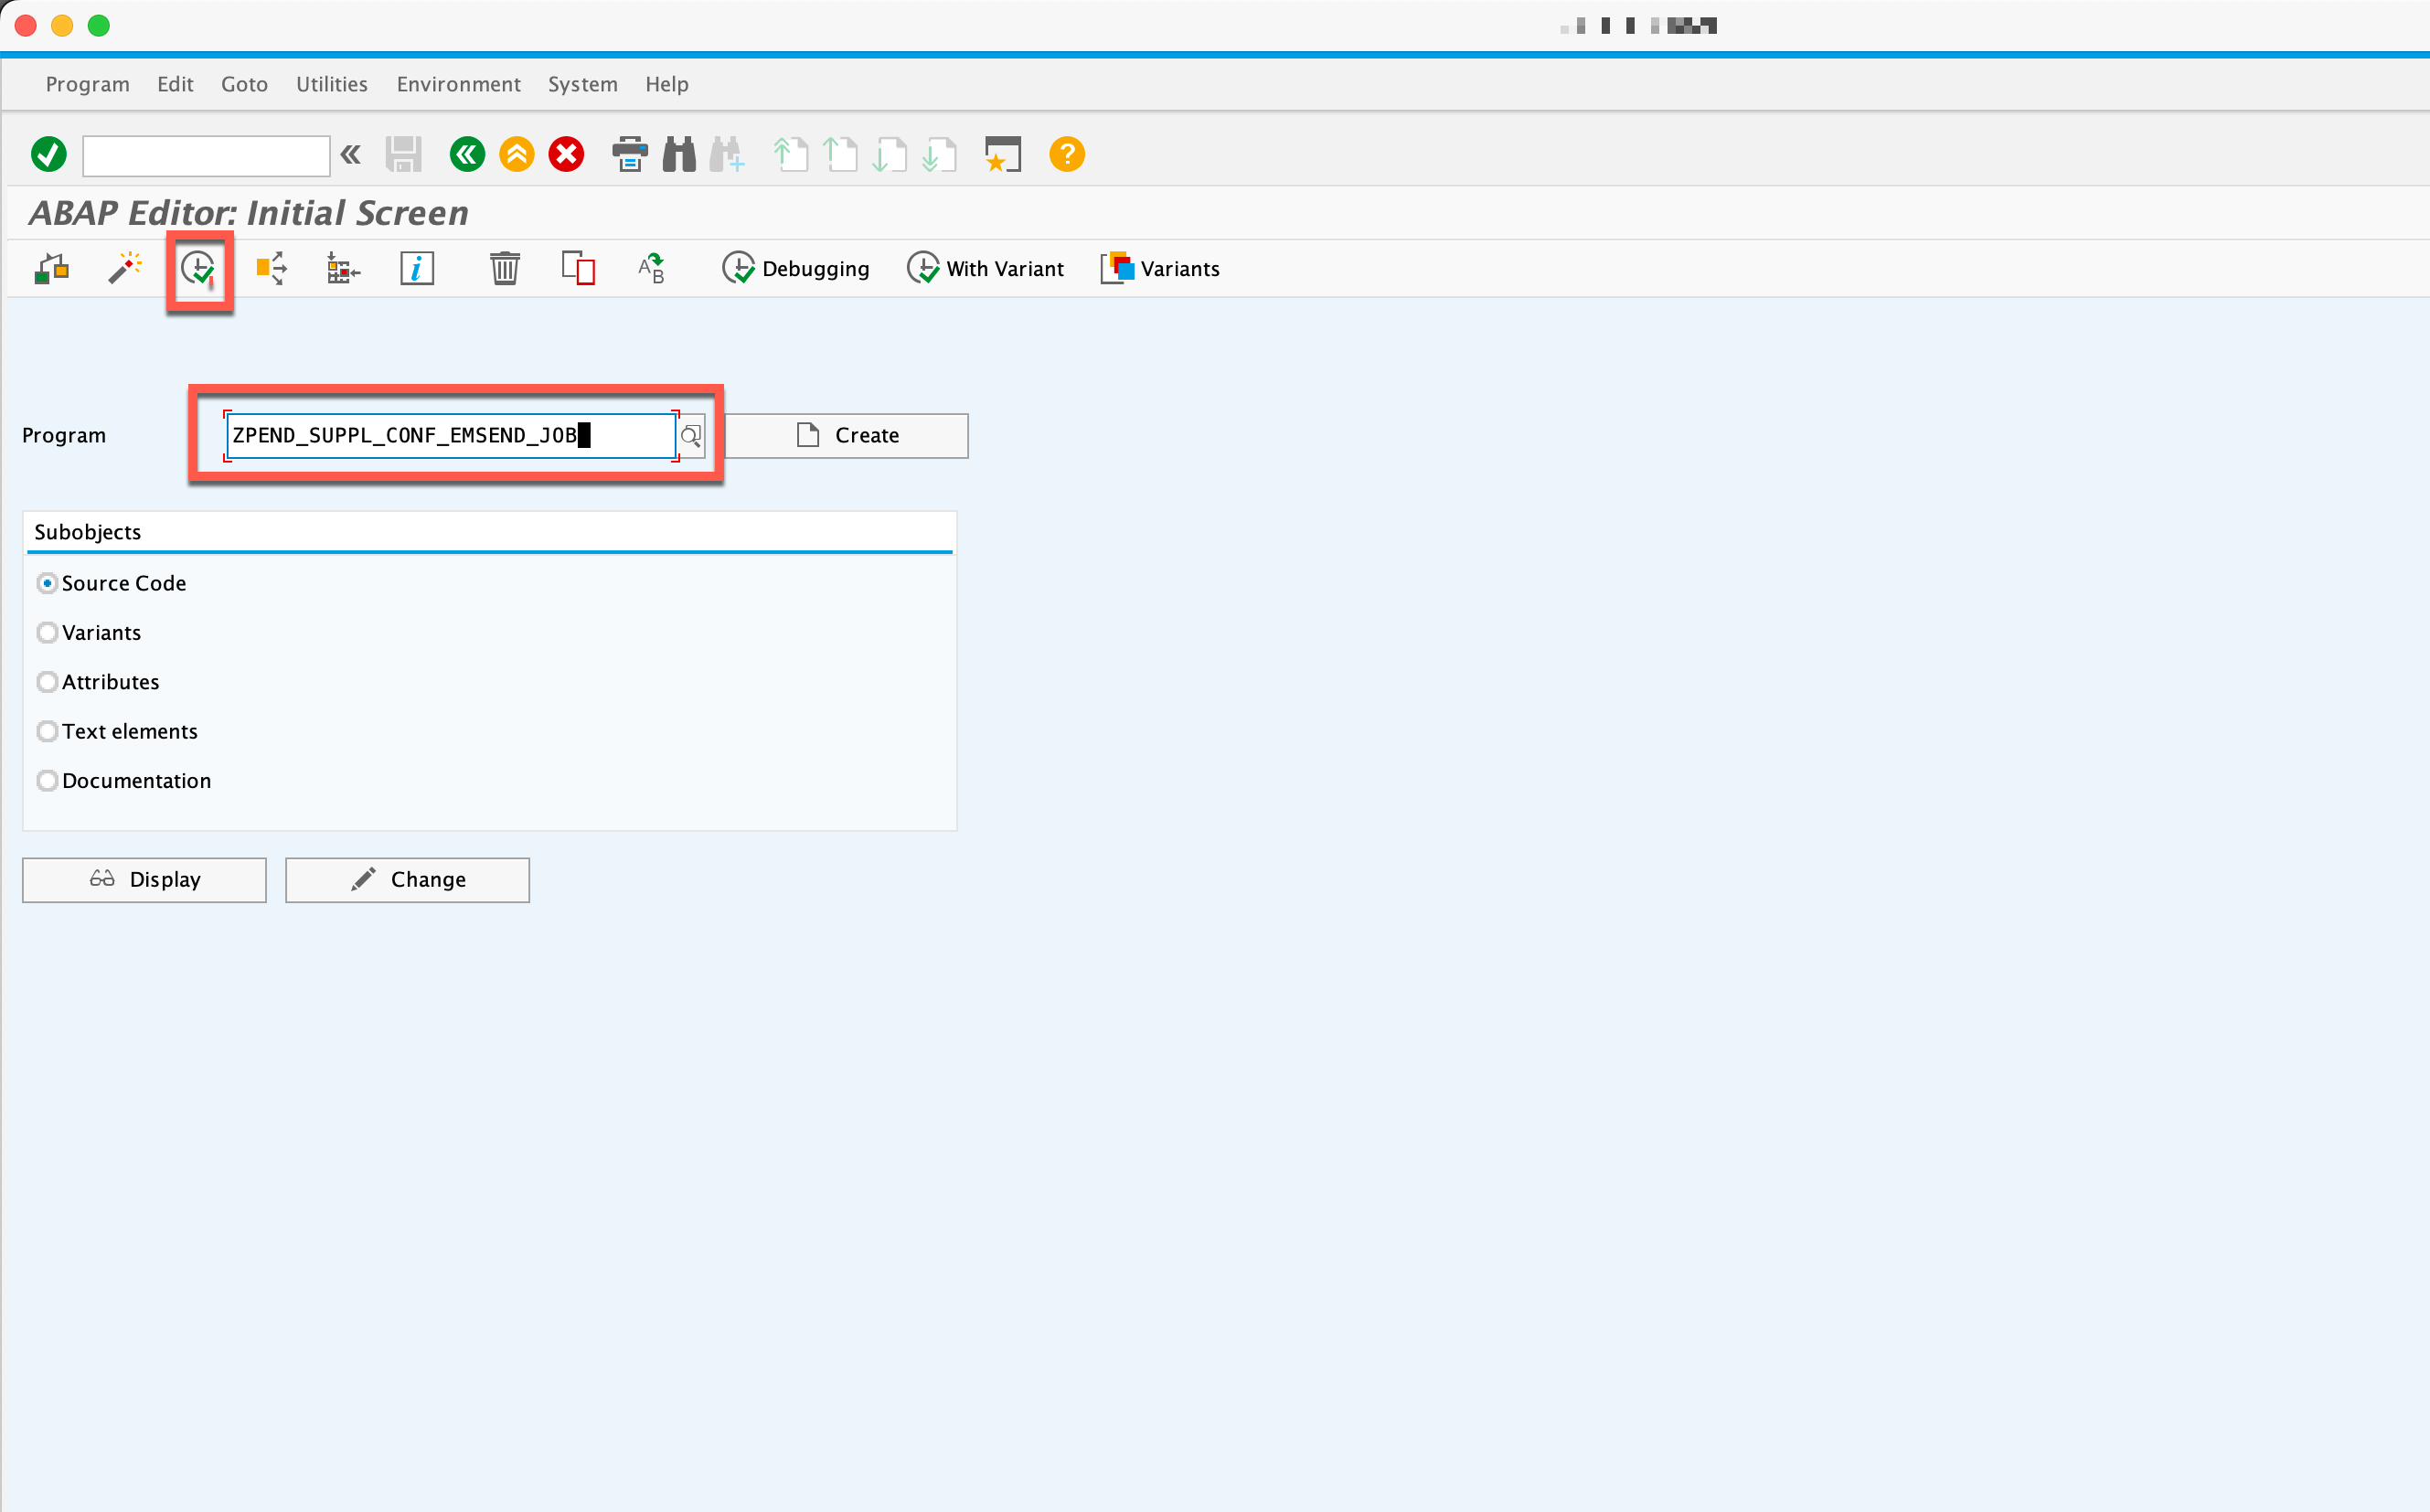 Program Edit Goto Utilities Environment System Help
ABAP Editor: Initial Screen
Debugging With Variant Variants
Program ZPEND_SUPPL_CONF_EMSEND_JOB Create
Subobjects
Source Code
Variants
Attributes
Text elements
Documentation
Display Change